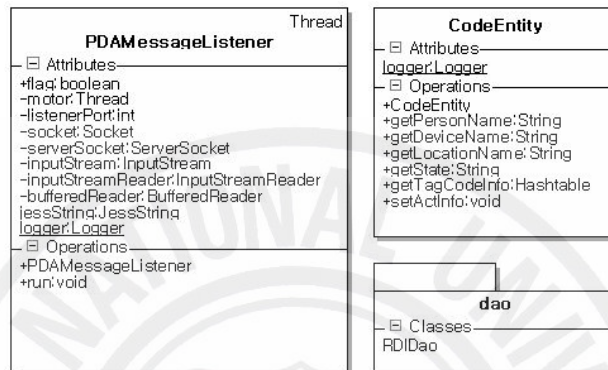 Thread
PDAMessageListener
Attributes
+flag:boolean
-motor:Thread
-listenerPort:int
-socket:Socket
-serverSocket:ServerSocket
-inputStream:InputStream
-inputStreamReader:InputStreamReader
-bufferedReader:BufferedReader
jessString:JessString
logger:Logger
Operations
+PDAMessageListener
+run:void
CodeEntity
Attributes
logger:Logger
Operations
+CodeEntity
+getPersonName:String
+getDeviceName:String
+getLocationName:String
+getState:String
+getTagCodeInfo:Hashtable
+setActInfo:void
dao
Classes
RDIDao
NATIONAL UNI